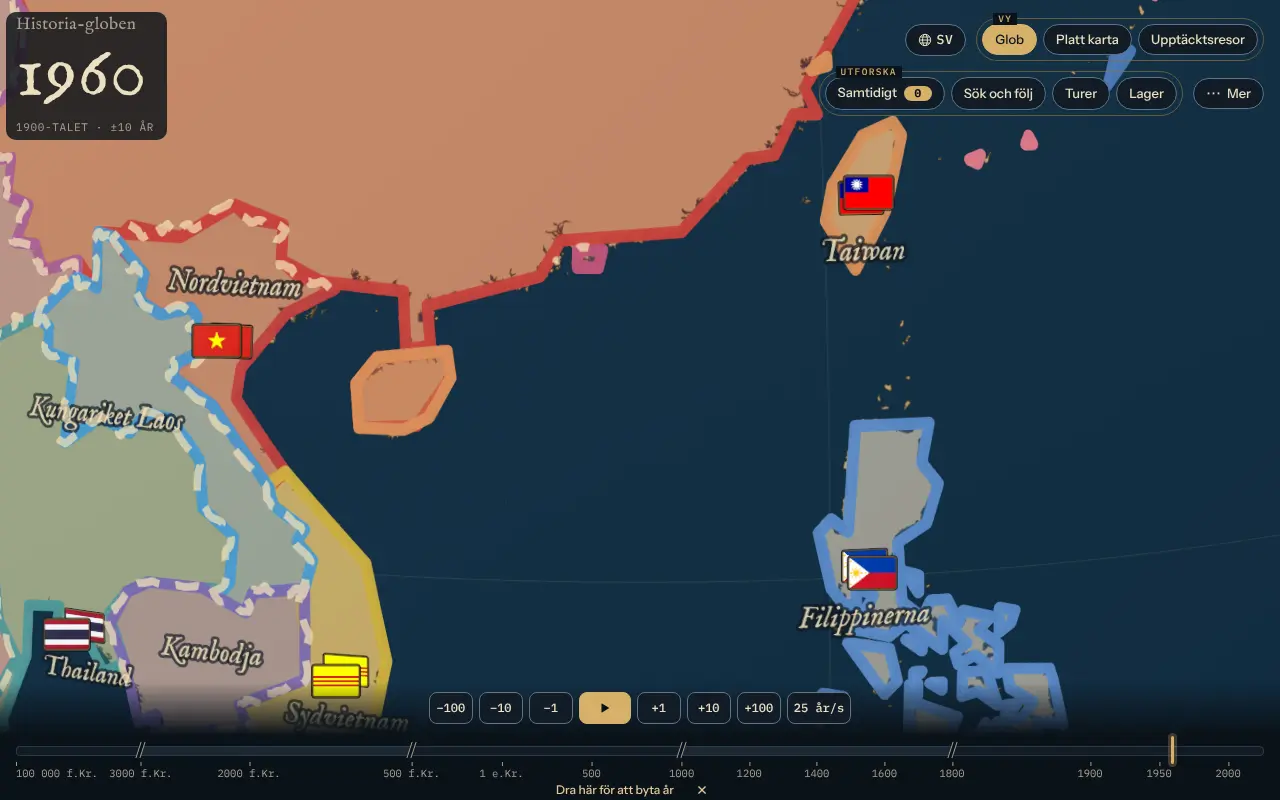 Historia-globen
1960
1900-TALET · ±10 ÅR
SV
VY
Glob
Platt karta
Upptäcktsresor
UTFORSKA
Samtidigt 0
Sök och följ
Turer
Lager
··· Mer
Taiwan
Nordvietnam
Kungariket Laos
Filippinerna
Kambodja
Thailand
Sydvietnam
−100
−10
−1
+1
+10
+100
25 år/s
100 000 f.Kr.
3000 f.Kr.
2000 f.Kr.
500 f.Kr.
1 e.Kr.
500
1000
1200
1400
1600
1800
1900
1950
2000
Dra här för att byta år ✕